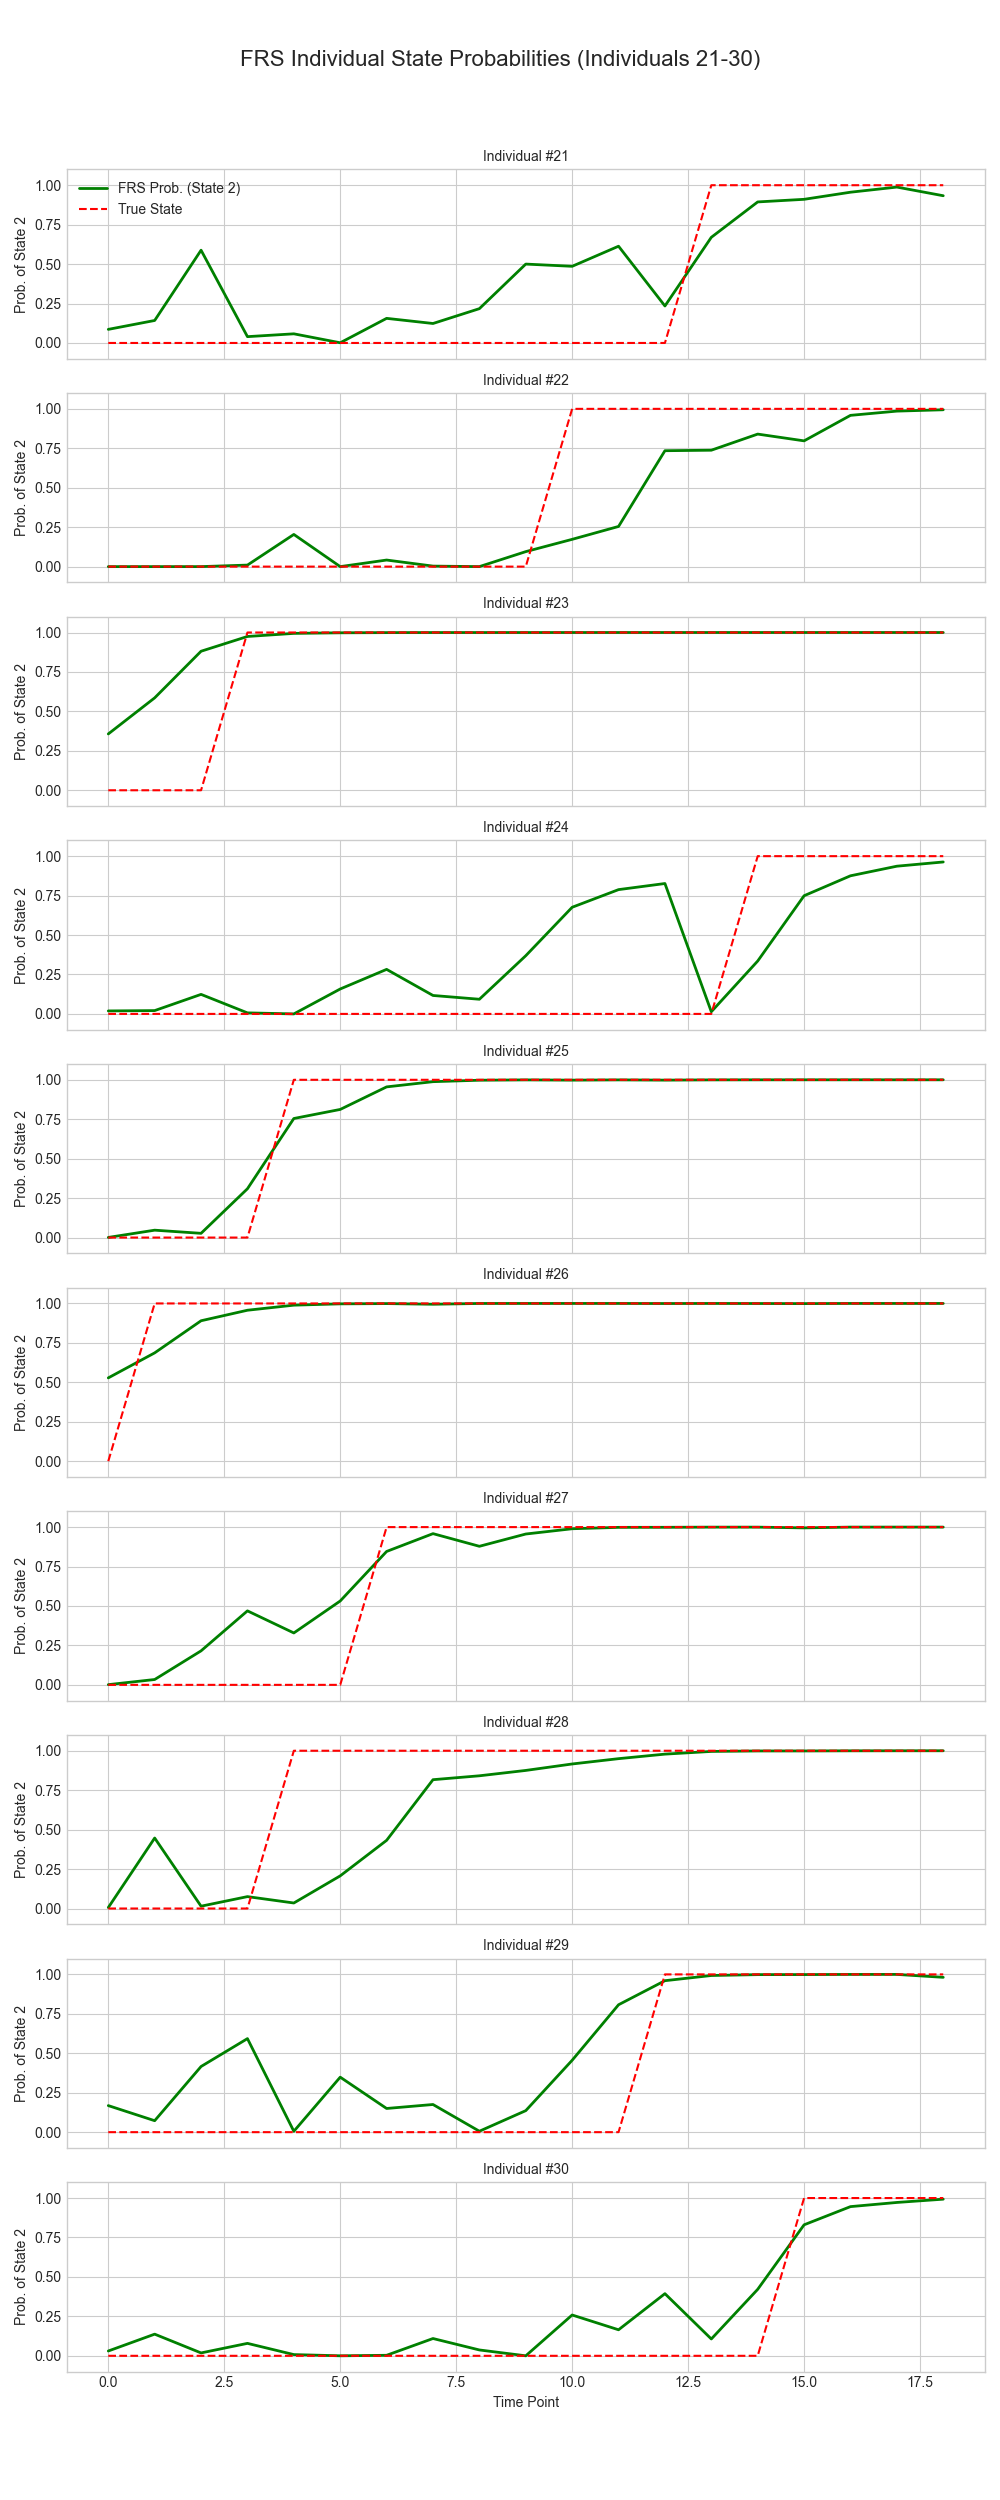 FRS Individual State Probabilities (Individuals 21-30)
Individual #21
FRS Prob. (State 2)
True State
1.00
0.75
0.50
0.25
0.00
Prob. of State 2
Individual #22
1.00
0.75
0.50
0.25
0.00
Prob. of State 2
Individual #23
1.00
0.75
0.50
0.25
0.00
Prob. of State 2
Individual #24
1.00
0.75
0.50
0.25
0.00
Prob. of State 2
Individual #25
1.00
0.75
0.50
0.25
0.00
Prob. of State 2
Individual #26
1.00
0.75
0.50
0.25
0.00
Prob. of State 2
Individual #27
1.00
0.75
0.50
0.25
0.00
Prob. of State 2
Individual #28
1.00
0.75
0.50
0.25
0.00
Prob. of State 2
Individual #29
1.00
0.75
0.50
0.25
0.00
Prob. of State 2
Individual #30
1.00
0.75
0.50
0.25
0.00
Prob. of State 2
0.0 2.5 5.0 7.5 10.0 12.5 15.0 17.5
Time Point